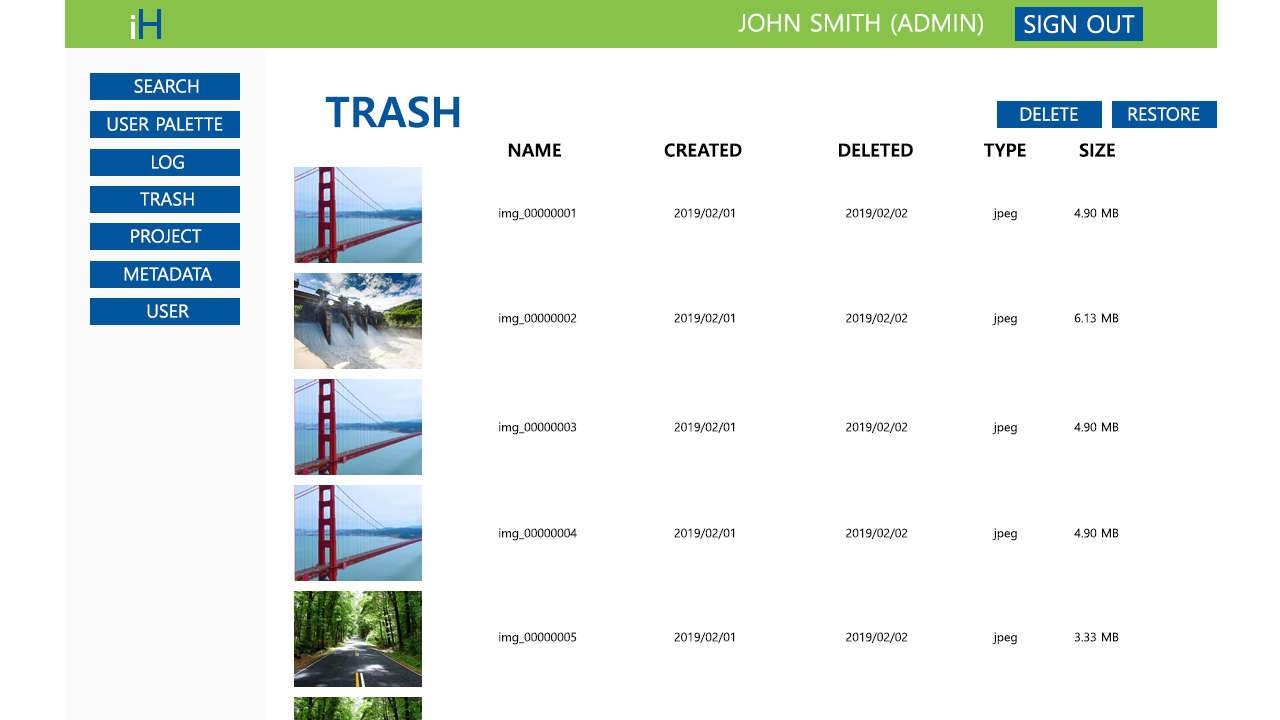 iH
JOHN SMITH (ADMIN)
SIGN OUT
SEARCH
USER PALETTE
LOG
TRASH
PROJECT
METADATA
USER
TRASH
DELETE
RESTORE
NAME CREATED DELETED TYPE SIZE
img_00000001 2019/02/01 2019/02/02 jpeg 4.90 MB
img_00000002 2019/02/01 2019/02/02 jpeg 6.13 MB
img_00000003 2019/02/01 2019/02/02 jpeg 4.90 MB
img_00000004 2019/02/01 2019/02/02 jpeg 4.90 MB
img_00000005 2019/02/01 2019/02/02 jpeg 3.33 MB